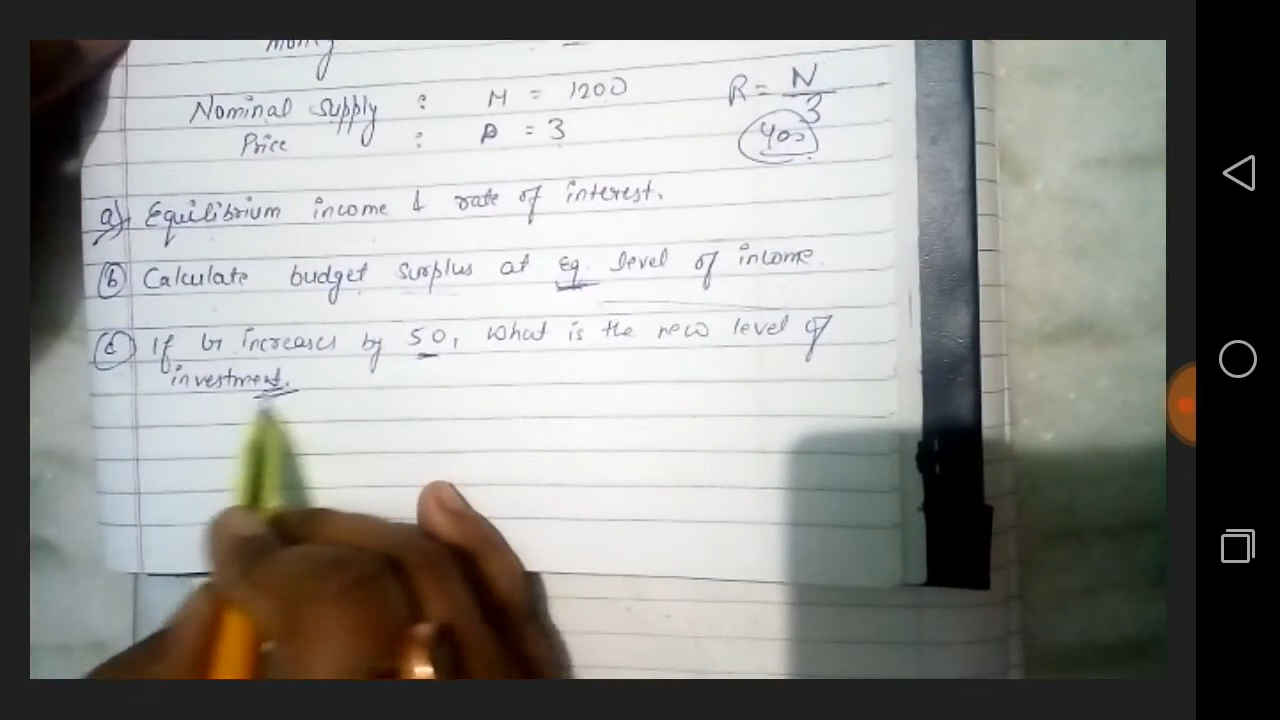 Money
Nominal Supply : M = 1200
Price : P = 3
R = N
3
400
a) Equilibrium income & rate of interest.
(b) Calculate budget surplus at Eq. level of income.
(c) If G increases by 50, What is the new level of
investment.